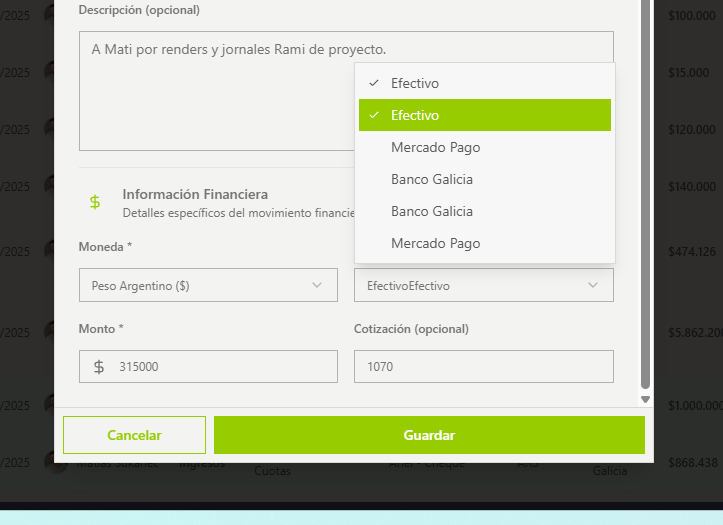 Descripción (opcional)
/2025
$100.000
A Mati por renders y jornales Rami de proyecto.
/2025
$15.000
Efectivo
Efectivo
/2025
$120.000
Mercado Pago
Banco Galicia
/2025
$140.000
Información Financiera
Banco Galicia
Detalles específicos del movimiento financie
Mercado Pago
/2025
$474.126
Moneda *
Peso Argentino ($)
EfectivoEfectivo
Monto *
Cotización (opcional)
/2025
$5.862.20
$ 315000
1070
/2025
$1.000.00
Cancelar
Guardar
/2025
Matías Sukanec
Ingresos
Cuotas
Ariel - Cheque
ARS
Galicia
$868.438